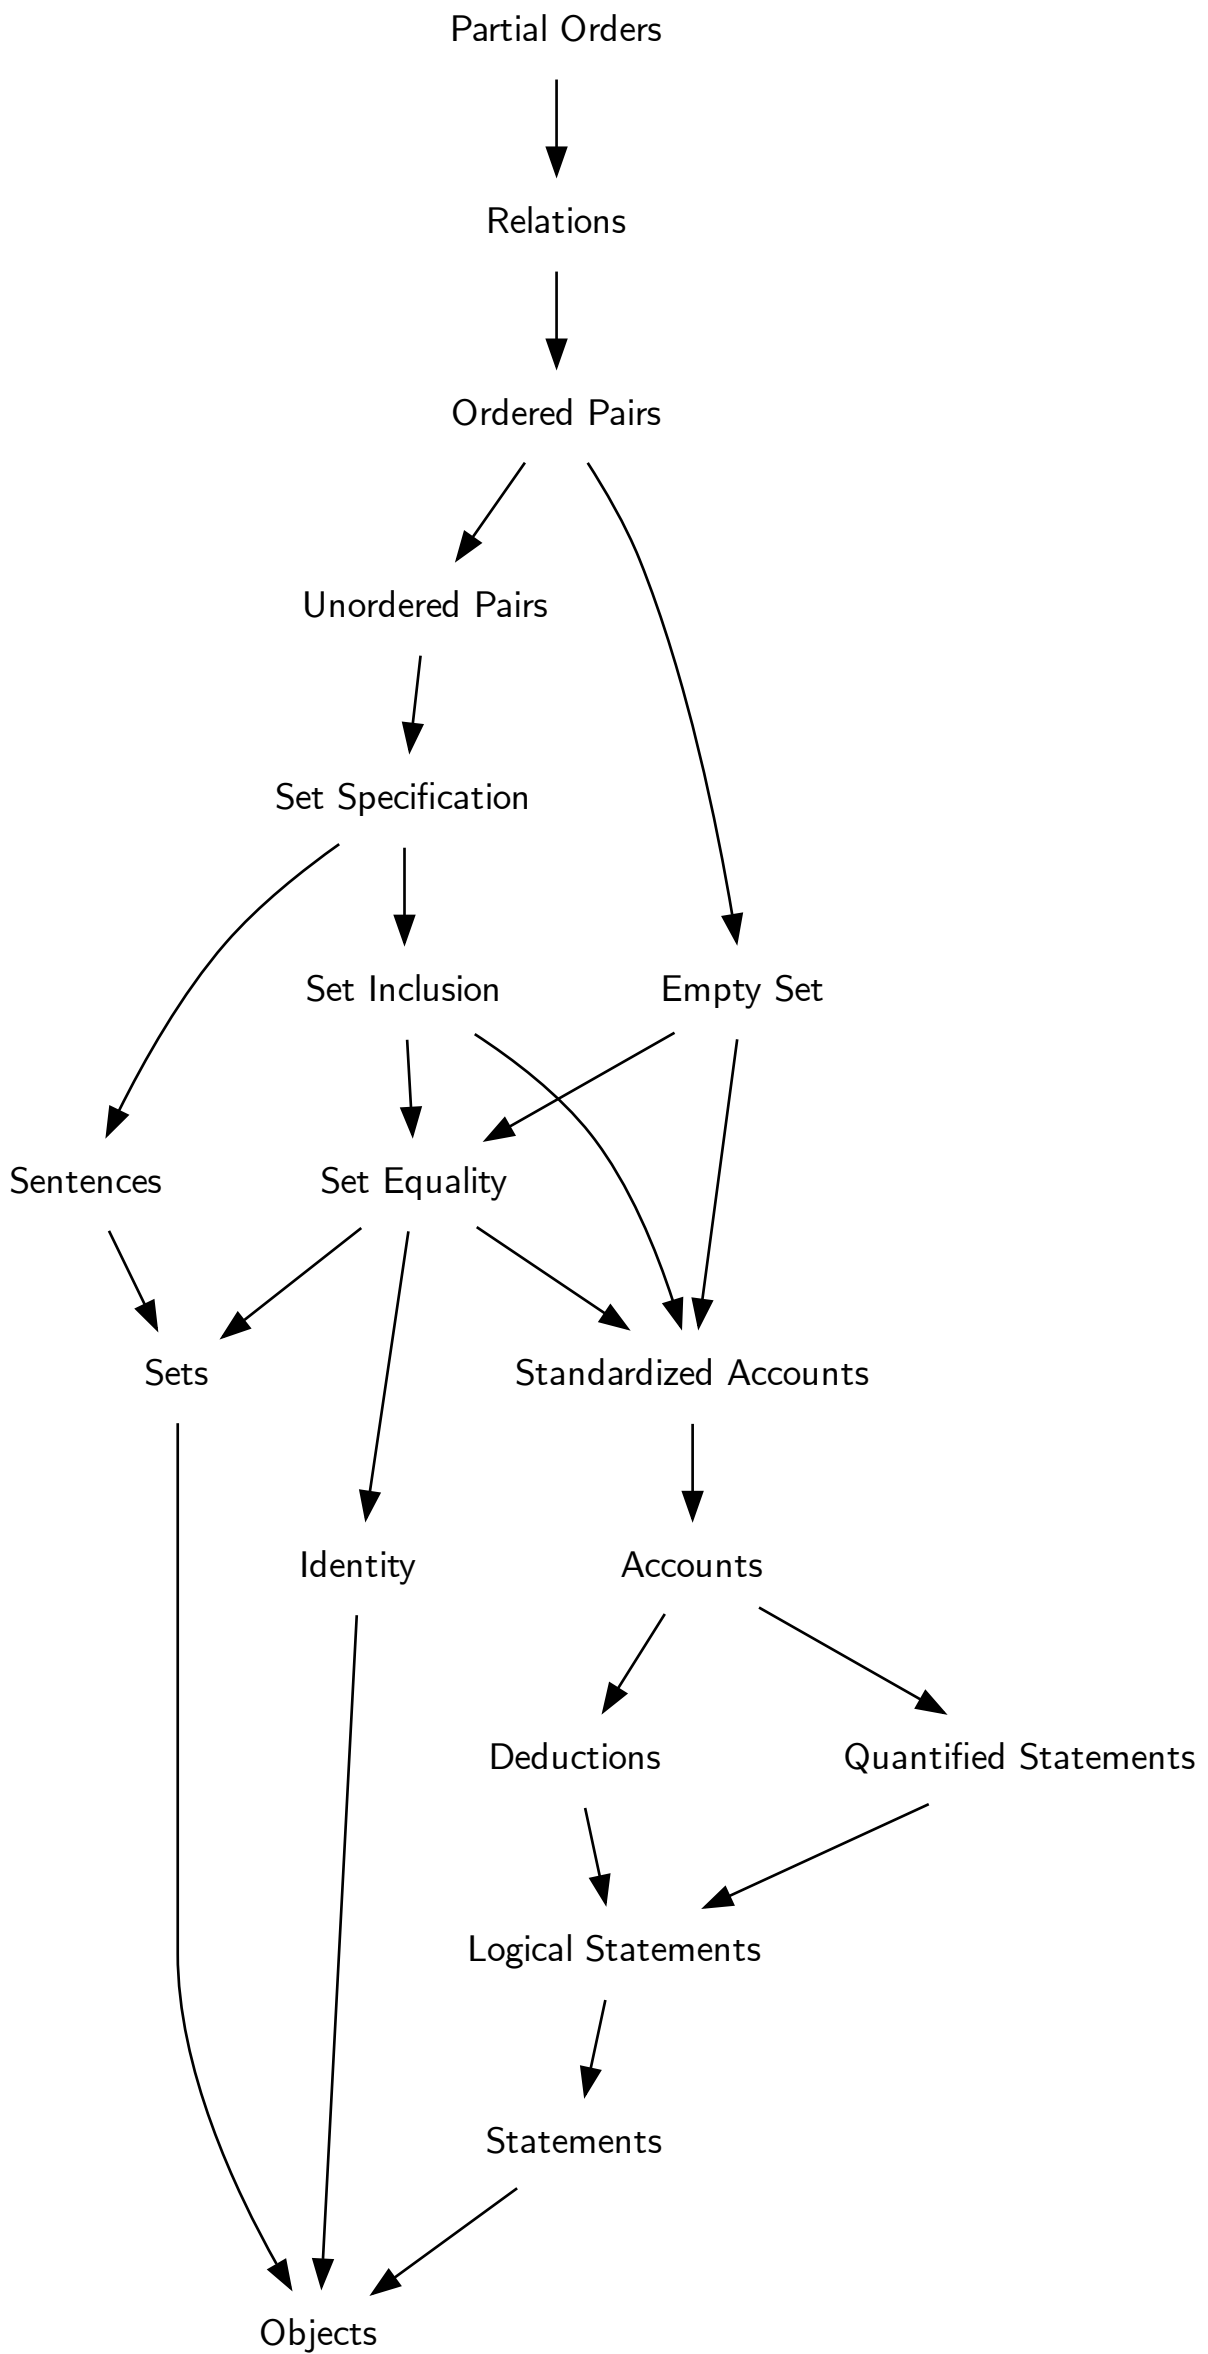 Partial Orders
Relations
Ordered Pairs
Unordered Pairs
Set Specification
Set Inclusion
Empty Set
Sentences
Set Equality
Sets
Standardized Accounts
Identity
Accounts
Deductions
Quantified Statements
Logical Statements
Statements
Objects